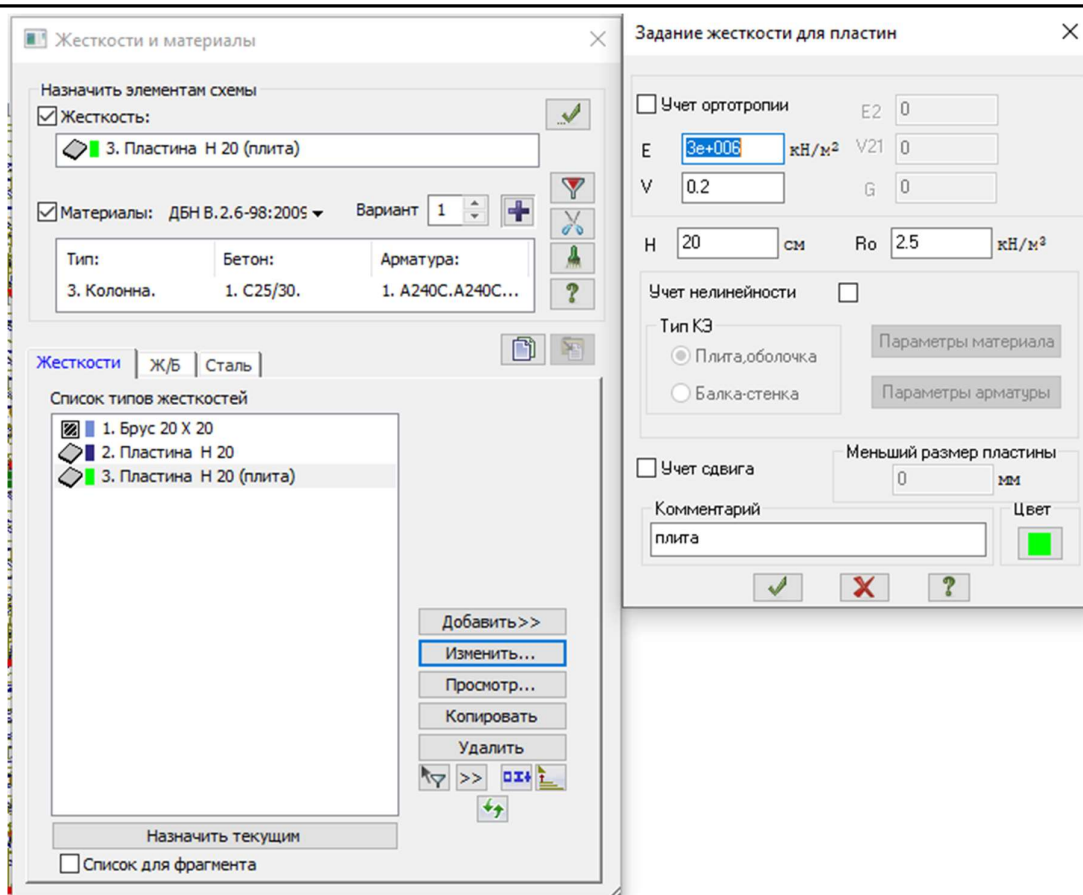 Жесткости и материалы
Назначить элементам схемы
Жесткость:
3. Пластина H 20 (плита)
Материалы: ДБН В.2.6-98:2009 Вариант 1
Тип: Бетон: Арматура:
3. Колонна. 1. C25/30. 1. A240C.A240C...
Жесткости Ж/Б Сталь
Список типов жесткостей
1. Брус 20 X 20
2. Пластина H 20
3. Пластина H 20 (плита)
Добавить>>
Изменить...
Просмотр...
Копировать
Удалить
>>
Назначить текущим
Список для фрагмента
Задание жесткости для пластин
Учет ортотропии E2 0
E 3e+006 кН/м² V21 0
V 0.2 G 0
H 20 см Ro 2.5 кН/м³
Учет нелинейности
Тип КЭ
Плита,оболочка Параметры материала
Балка-стенка Параметры арматуры
Учет сдвига Меньший размер пластины
0 мм
Комментарий Цвет
плита